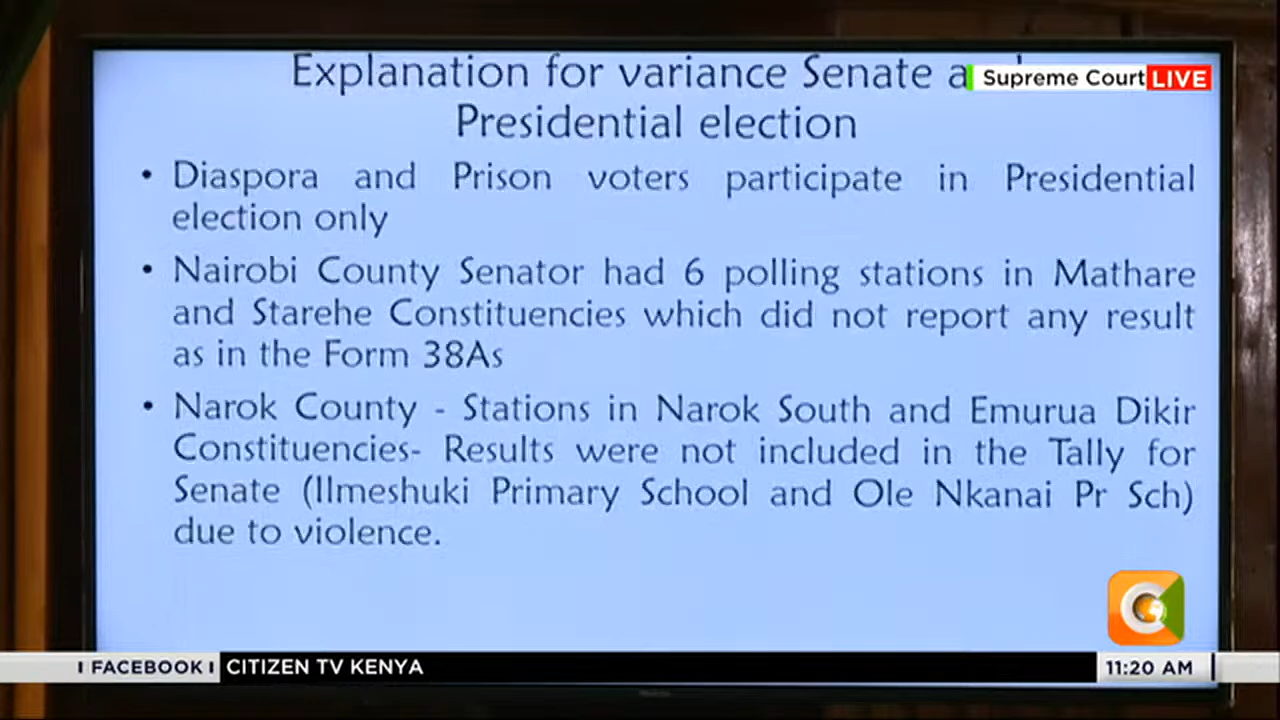 Explanation for variance Senate a
Supreme Court LIVE
Presidential election
• Diaspora and Prison voters participate in Presidential
election only
• Nairobi County Senator had 6 polling stations in Mathare
and Starehe Constituencies which did not report any result
as in the Form 38As
• Narok County - Stations in Narok South and Emurua Dikir
Constituencies- Results were not included in the Tally for
Senate (Ilmeshuki Primary School and Ole Nkanai Pr Sch)
due to violence.
FACEBOOK CITIZEN TV KENYA 11:20 AM